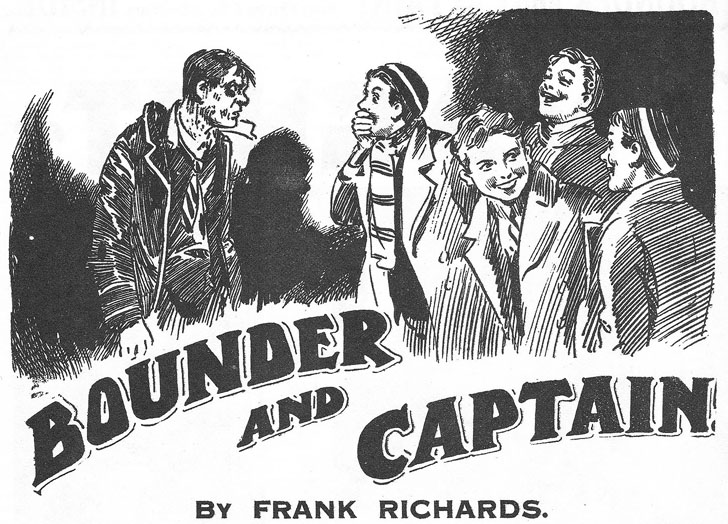 BOUNDER
AND
CAPTAIN.
BY FRANK RICHARDS.